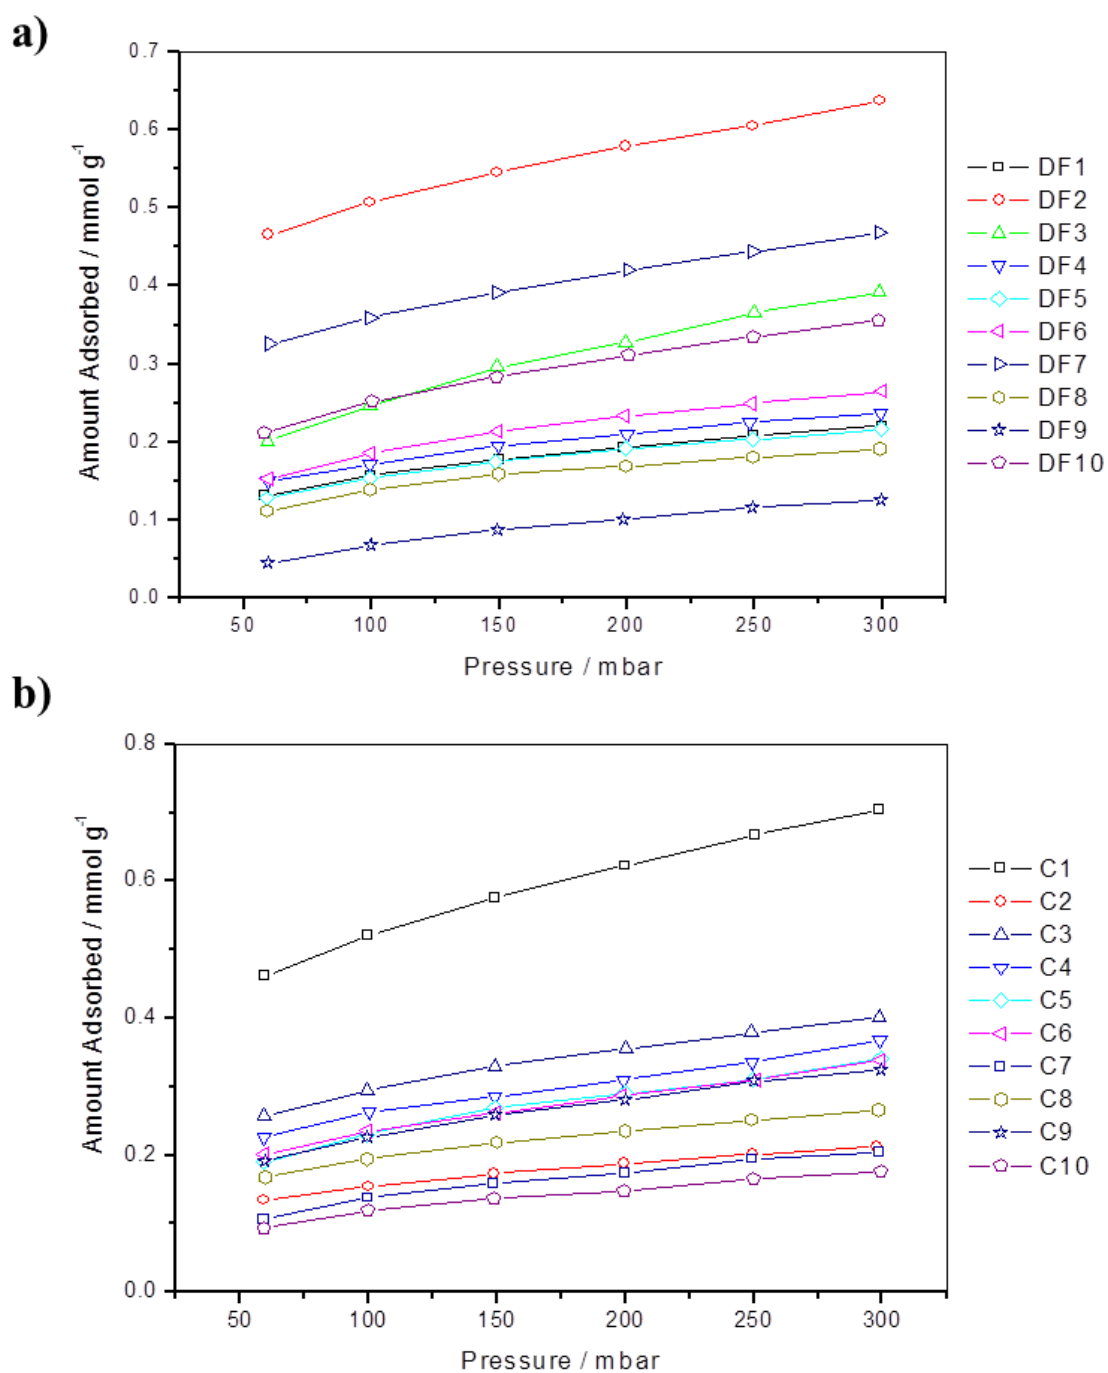 a)
0.7
0.6
0.5
0.4
0.3
0.2
0.1
0.0
Amount Adsorbed / mmol g⁻¹
50 100 150 200 250 300
Pressure / mbar
DF1
DF2
DF3
DF4
DF5
DF6
DF7
DF8
DF9
DF10
b)
0.8
0.6
0.4
0.2
0.0
Amount Adsorbed / mmol g⁻¹
50 100 150 200 250 300
Pressure / mbar
C1
C2
C3
C4
C5
C6
C7
C8
C9
C10